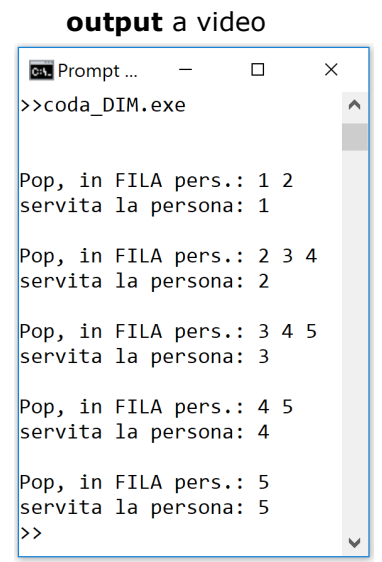 output a video
Prompt ...
>>coda_DIM.exe
Pop, in FILA pers.: 1 2
servita la persona: 1
Pop, in FILA pers.: 2 3 4
servita la persona: 2
Pop, in FILA pers.: 3 4 5
servita la persona: 3
Pop, in FILA pers.: 4 5
servita la persona: 4
Pop, in FILA pers.: 5
servita la persona: 5
>>